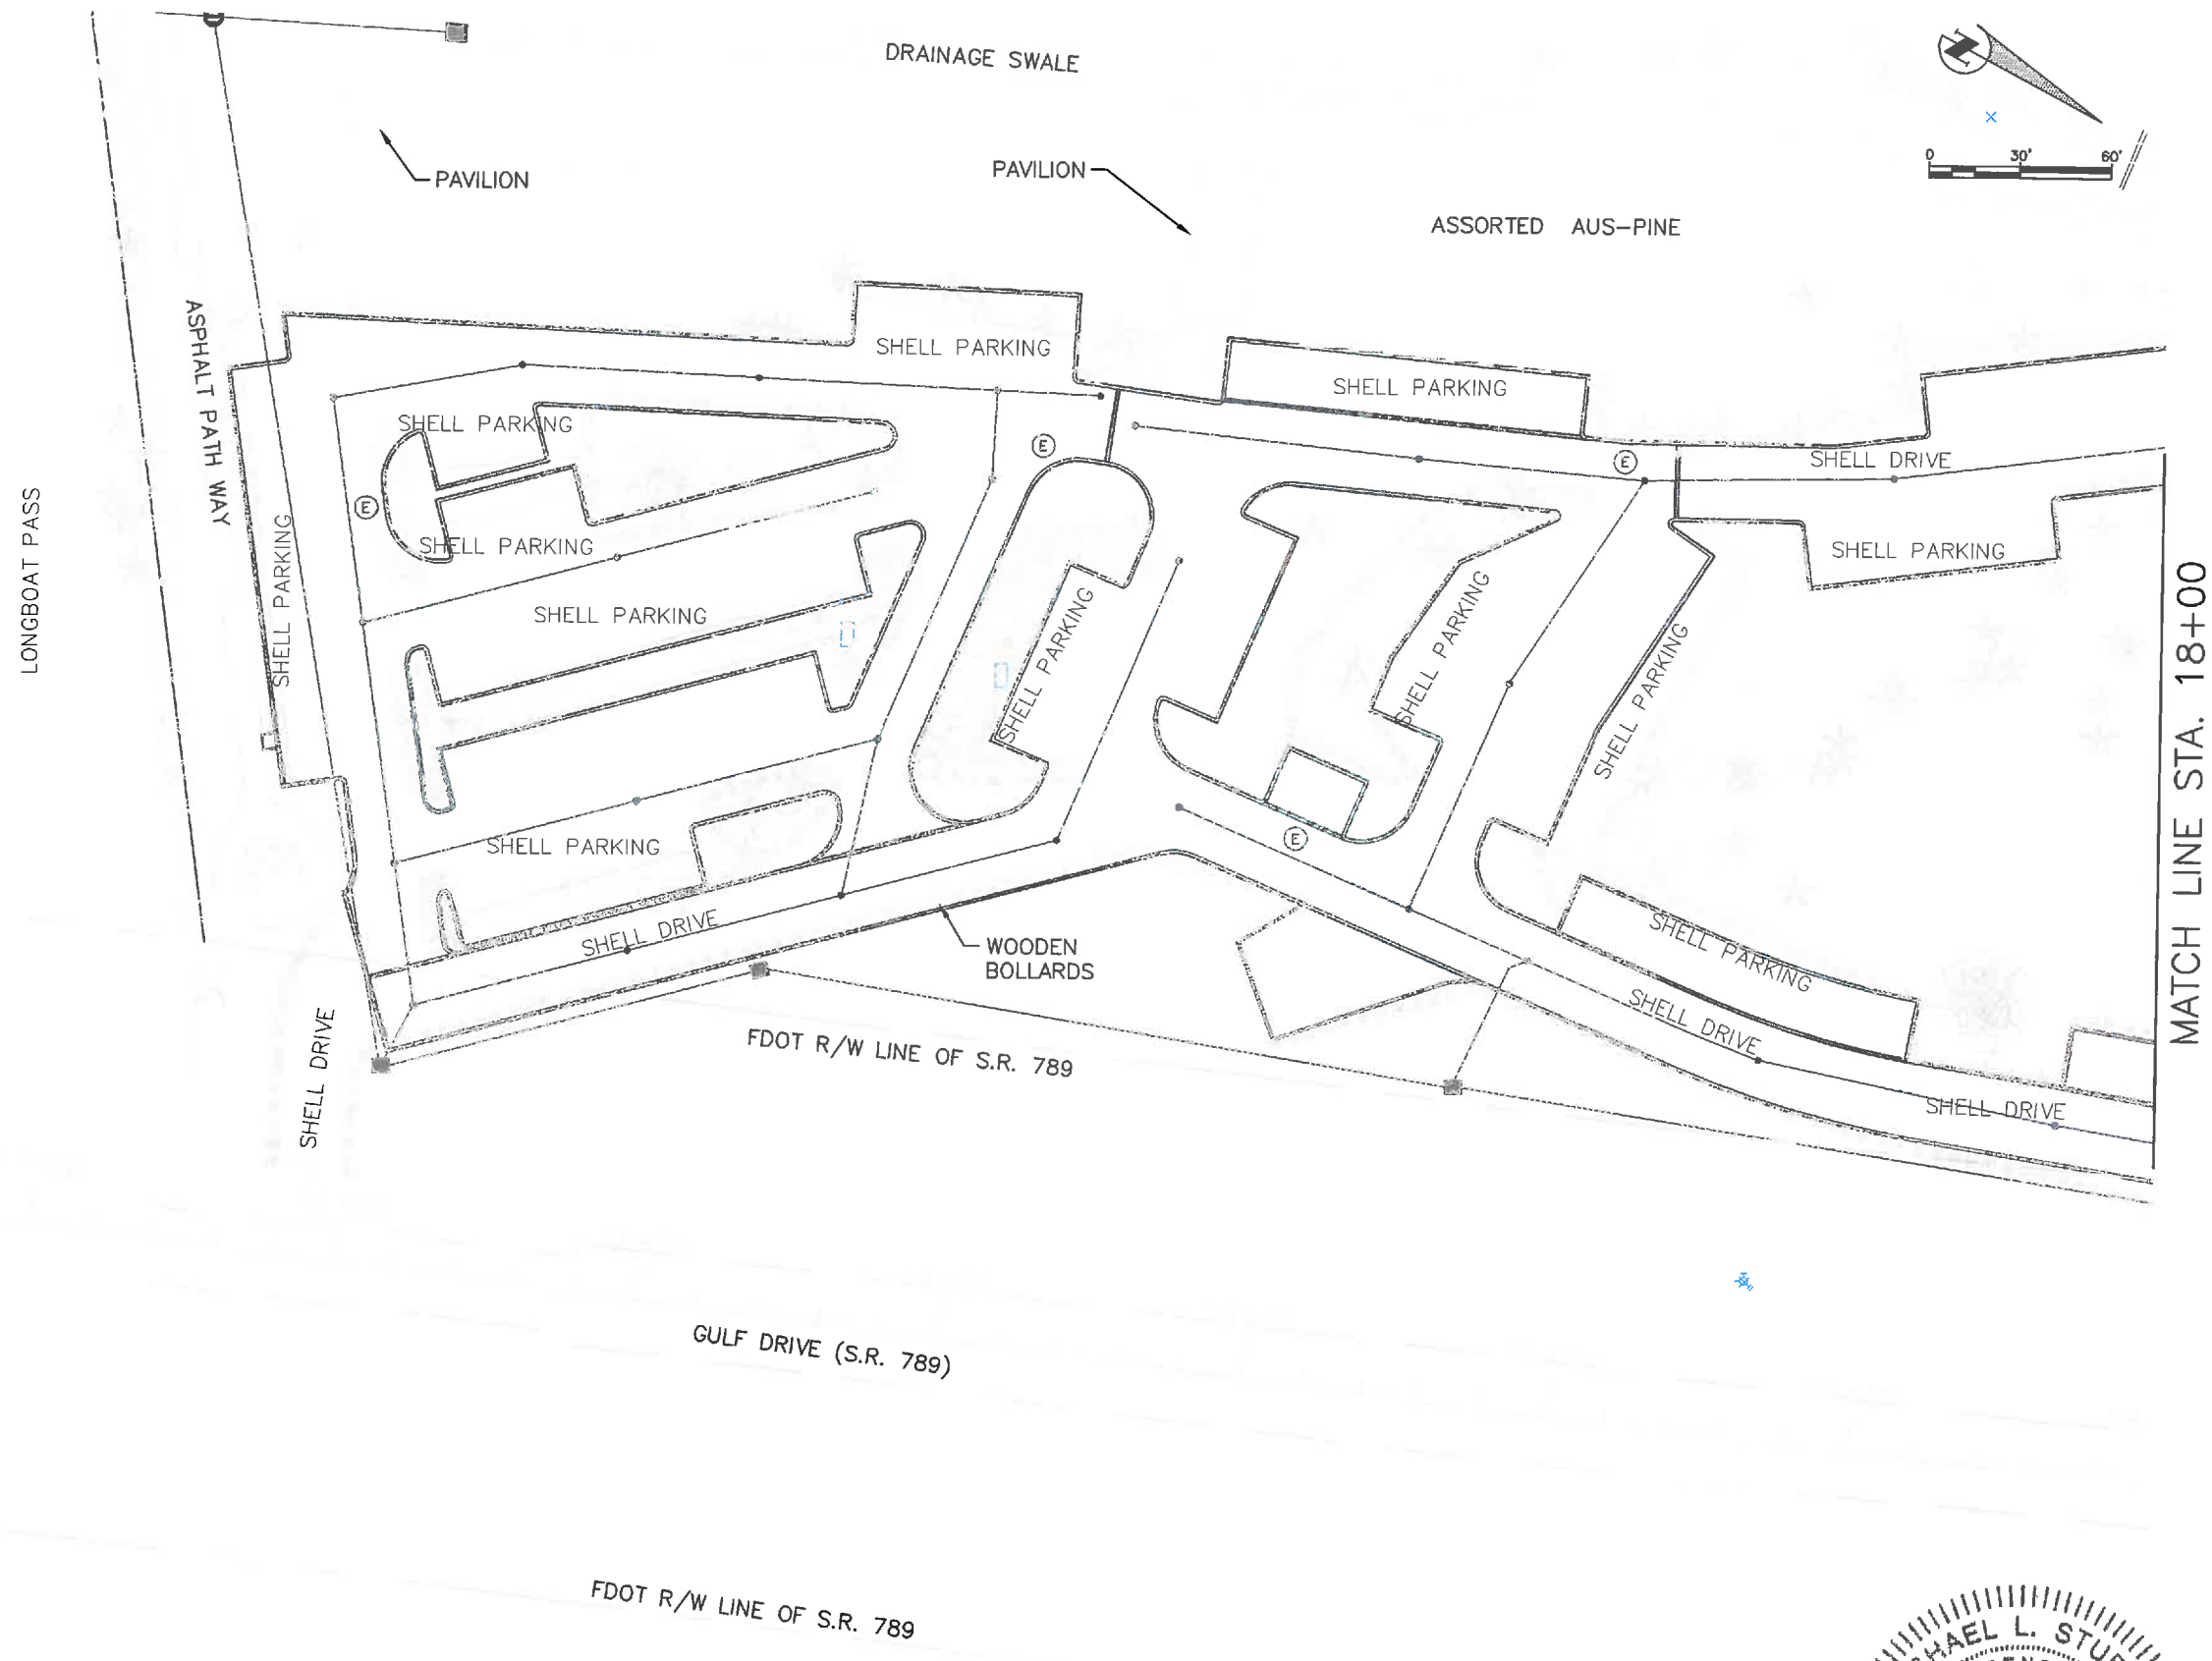 DRAINAGE SWALE
N
0 30' 60'
PAVILION
PAVILION
ASSORTED AUS-PINE
ASPHALT PATH WAY
SHELL PARKING
SHELL PARKING
SHELL PARKING
E
SHELL DRIVE
E
E
E
SHELL PARKING
SHELL PARKING
LONGBOAT PASS
SHELL PARKING
SHELL PARKING
SHELL PARKING
SHELL PARKING
SHELL PARKING
SHELL PARKING
MATCH LINE STA. 18+00
SHELL PARKING
E
SHELL DRIVE
WOODEN
BOLLARDS
SHELL PARKING
SHELL DRIVE
SHELL DRIVE
FDOT R/W LINE OF S.R. 789
SHELL DRIVE
GULF DRIVE (S.R. 789)
FDOT R/W LINE OF S.R. 789
HAEL L. STU